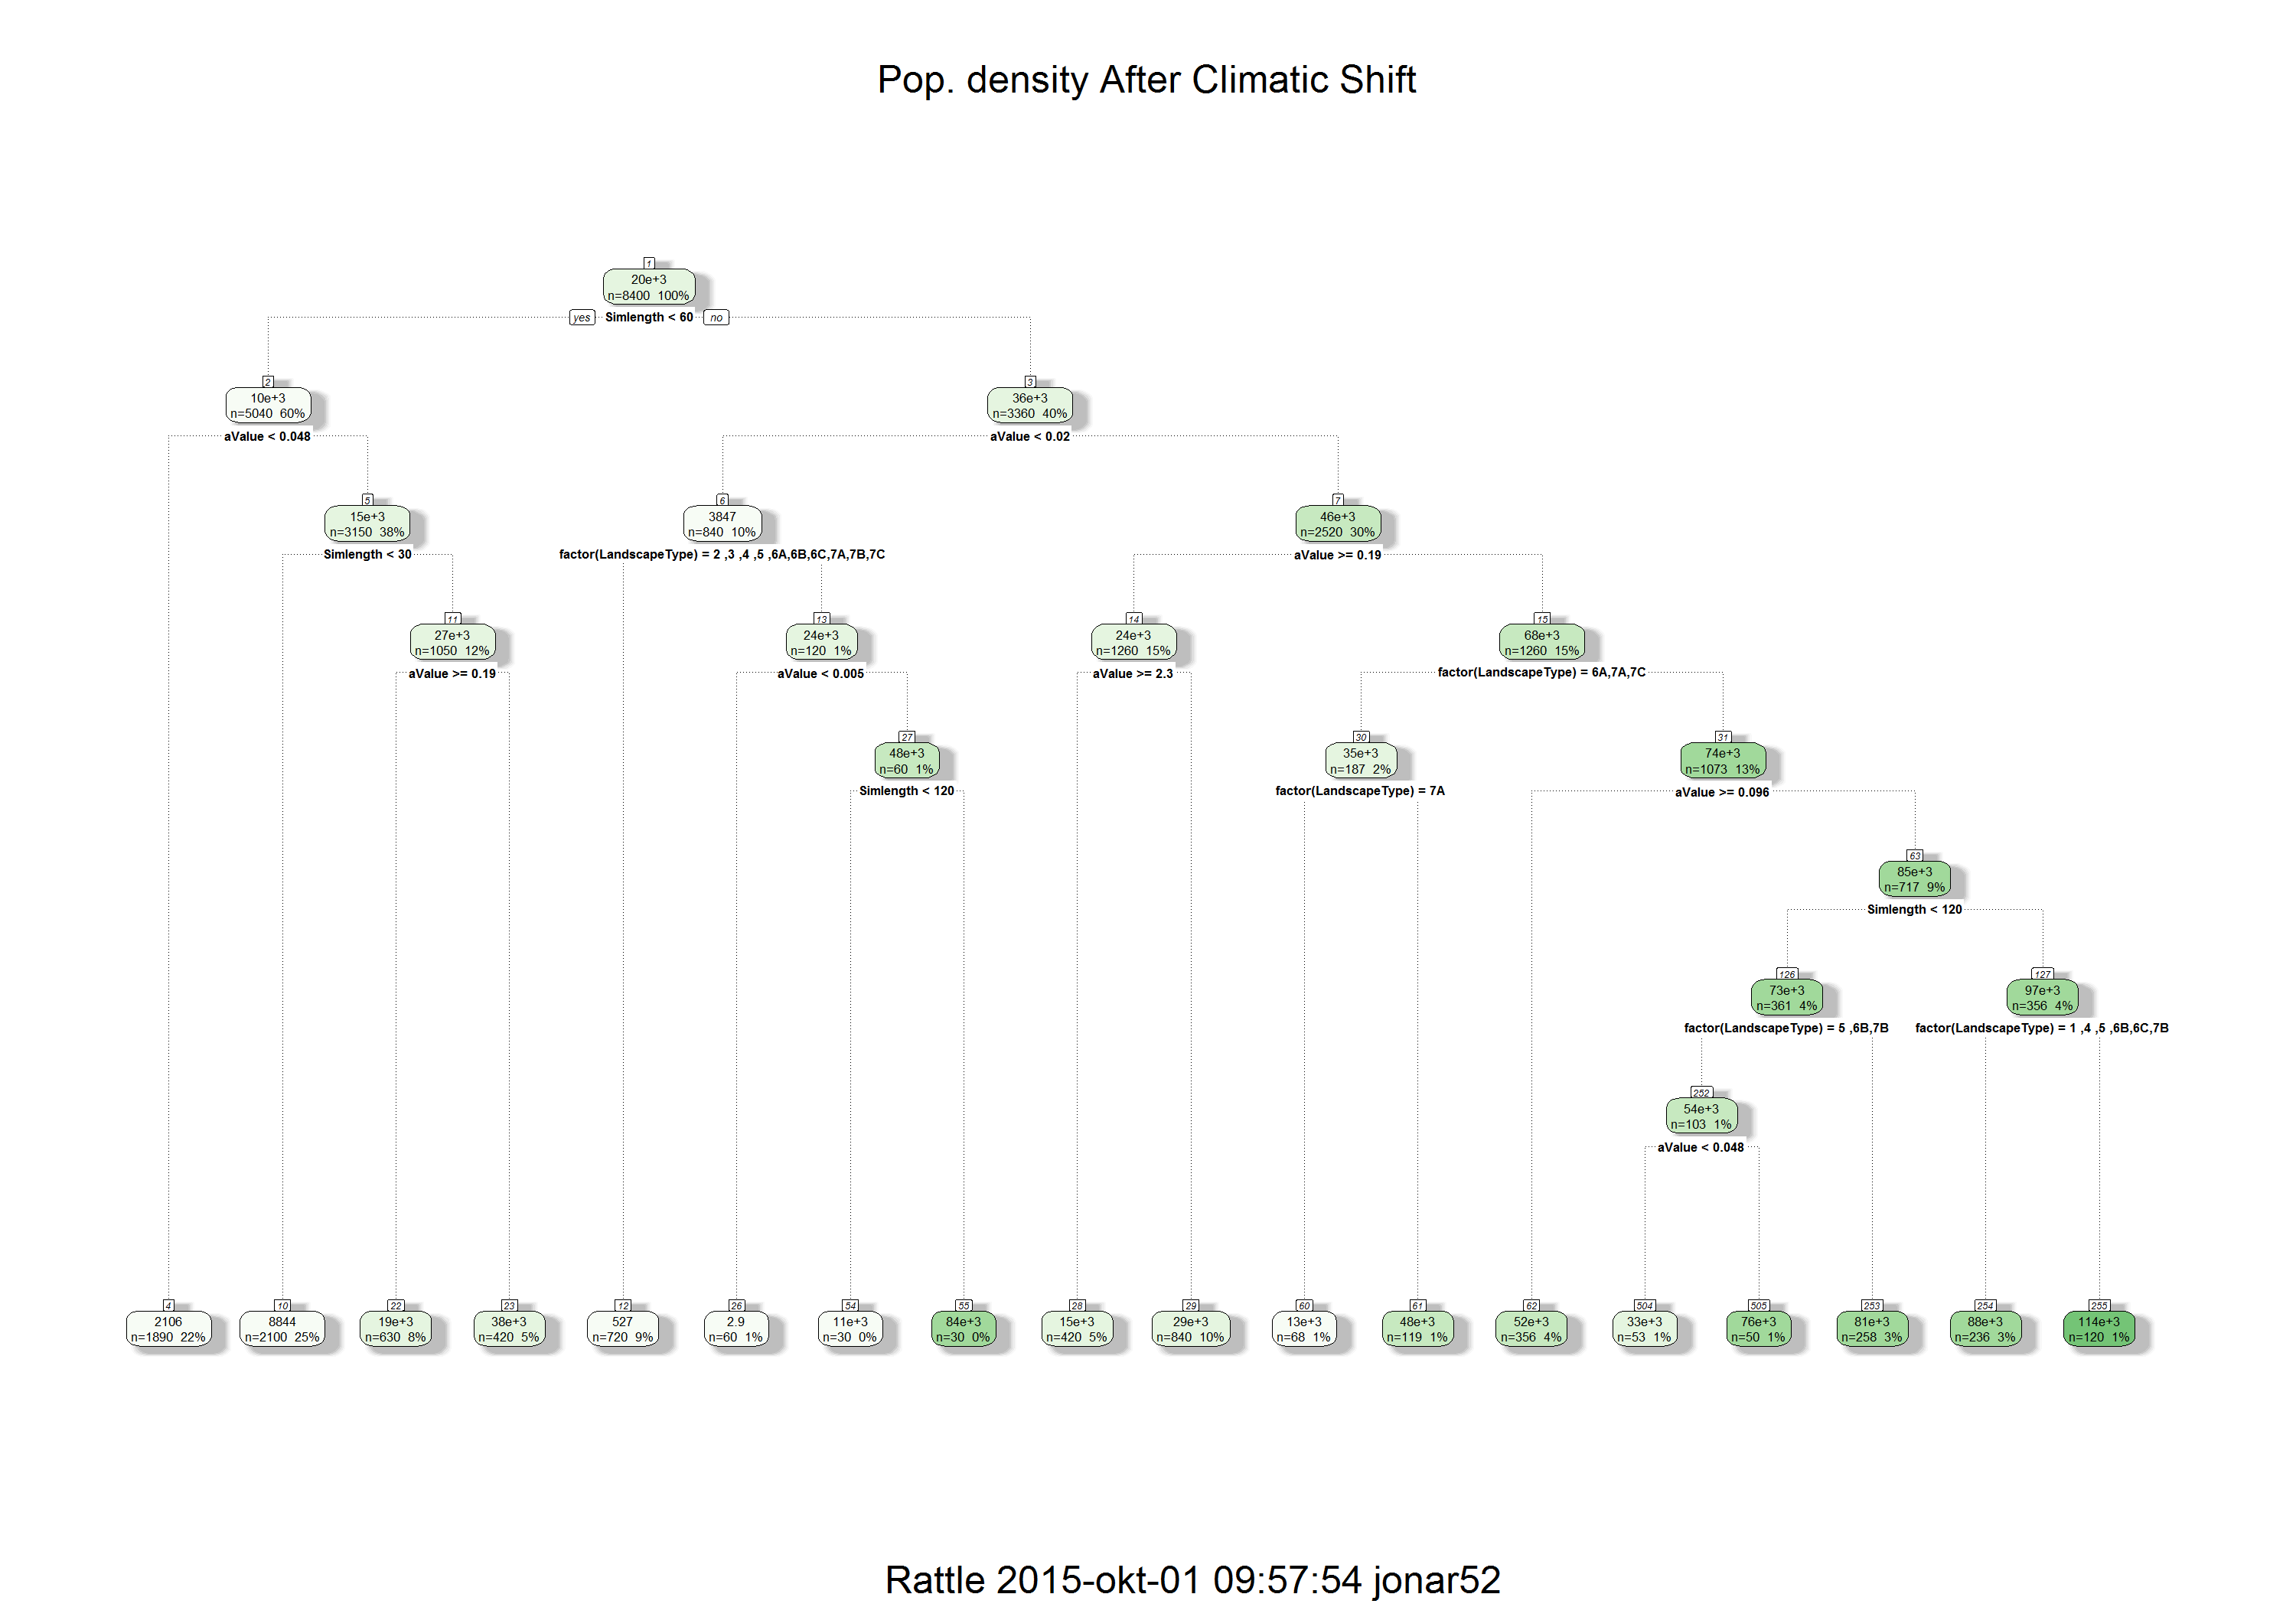 Pop. density After Climatic Shift
1
20e+3
n=8400 100%
yes Simlength < 60 no
2
10e+3
n=5040 60%
aValue < 0.048
3
36e+3
n=3360 40%
aValue < 0.02
5
15e+3
n=3150 38%
Simlength < 30
6
3847
n=840 10%
factor(LandscapeType) = 2 ,3 ,4 ,5 ,6A,6B,6C,7A,7B,7C
7
46e+3
n=2520 30%
aValue >= 0.19
11
27e+3
n=1050 12%
aValue >= 0.19
13
24e+3
n=120 1%
aValue < 0.005
14
24e+3
n=1260 15%
aValue >= 2.3
15
68e+3
n=1260 15%
factor(LandscapeType) = 6A,7A,7C
27
48e+3
n=60 1%
Simlength < 120
30
35e+3
n=187 2%
factor(LandscapeType) = 7A
31
74e+3
n=1073 13%
aValue >= 0.096
63
85e+3
n=717 9%
Simlength < 120
126
73e+3
n=361 4%
factor(LandscapeType) = 5 ,6B,7B
127
97e+3
n=356 4%
factor(LandscapeType) = 1 ,4 ,5 ,6B,6C,7B
252
54e+3
n=103 1%
aValue < 0.048
4
2106
n=1890 22%
10
8844
n=2100 25%
22
19e+3
n=630 8%
23
38e+3
n=420 5%
12
527
n=720 9%
26
2.9
n=60 1%
54
11e+3
n=30 0%
55
84e+3
n=30 0%
28
15e+3
n=420 5%
29
29e+3
n=840 10%
60
13e+3
n=68 1%
61
48e+3
n=119 1%
62
52e+3
n=356 4%
504
33e+3
n=53 1%
505
76e+3
n=50 1%
253
81e+3
n=258 3%
254
88e+3
n=236 3%
255
114e+3
n=120 1%
Rattle 2015-okt-01 09:57:54 jonar52